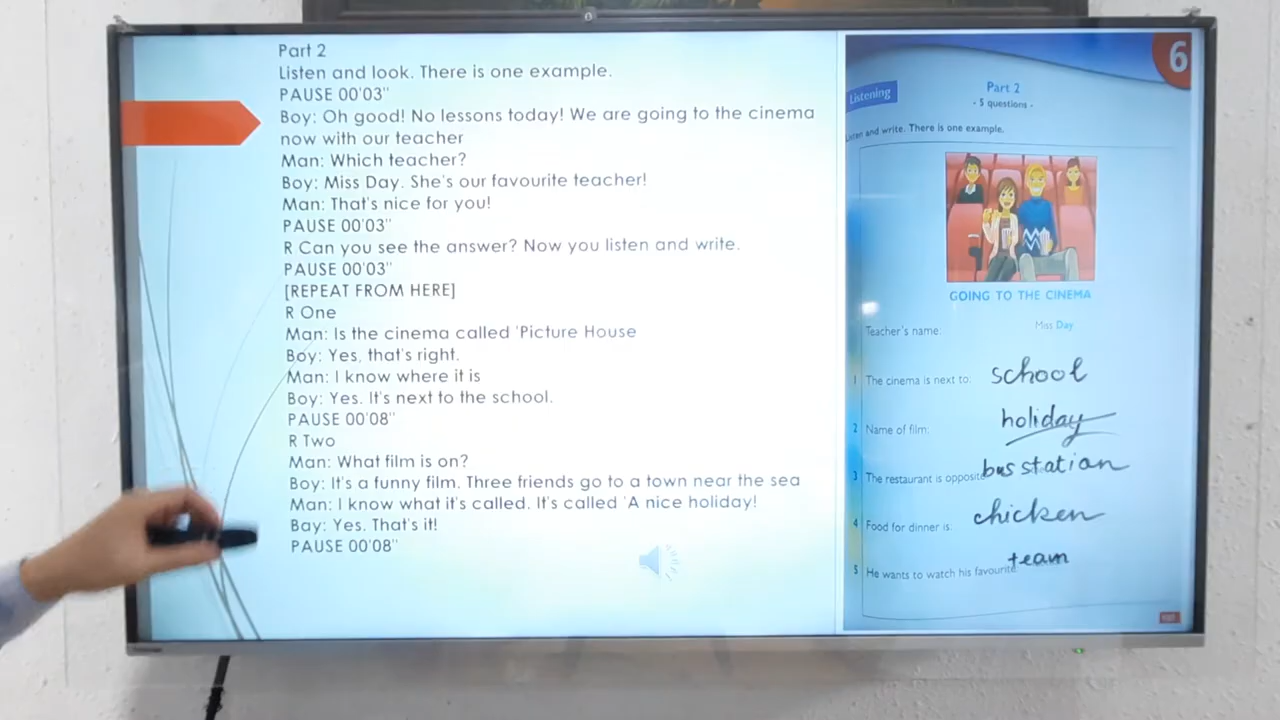 Part 2
Listen and look. There is one example.
PAUSE 00'03"
Boy: Oh good! No lessons today! We are going to the cinema
now with our teacher
Man: Which teacher?
Boy: Miss Day. She's our favourite teacher!
Man: That's nice for you!
PAUSE 00'03"
R Can you see the answer? Now you listen and write.
PAUSE 00'03"
[REPEAT FROM HERE]
R One
Man: Is the cinema called 'Picture House
Boy: Yes, that's right.
Man: I know where it is
Boy: Yes. It's next to the school.
PAUSE 00'08"
R Two
Man: What film is on?
Boy: It's a funny film. Three friends go to a town near the sea
Man: I know what it's called. It's called 'A nice holiday!
Bay: Yes. That's it!
PAUSE 00'08"
6
Listening
Part 2
- 5 questions -
Listen and write. There is one example.
GOING TO THE CINEMA
Teacher's name: Miss Day
1 The cinema is next to: school
2 Name of film: holiday
3 The restaurant is opposite bus station
4 Food for dinner is: chicken
5 He wants to watch his favourite team